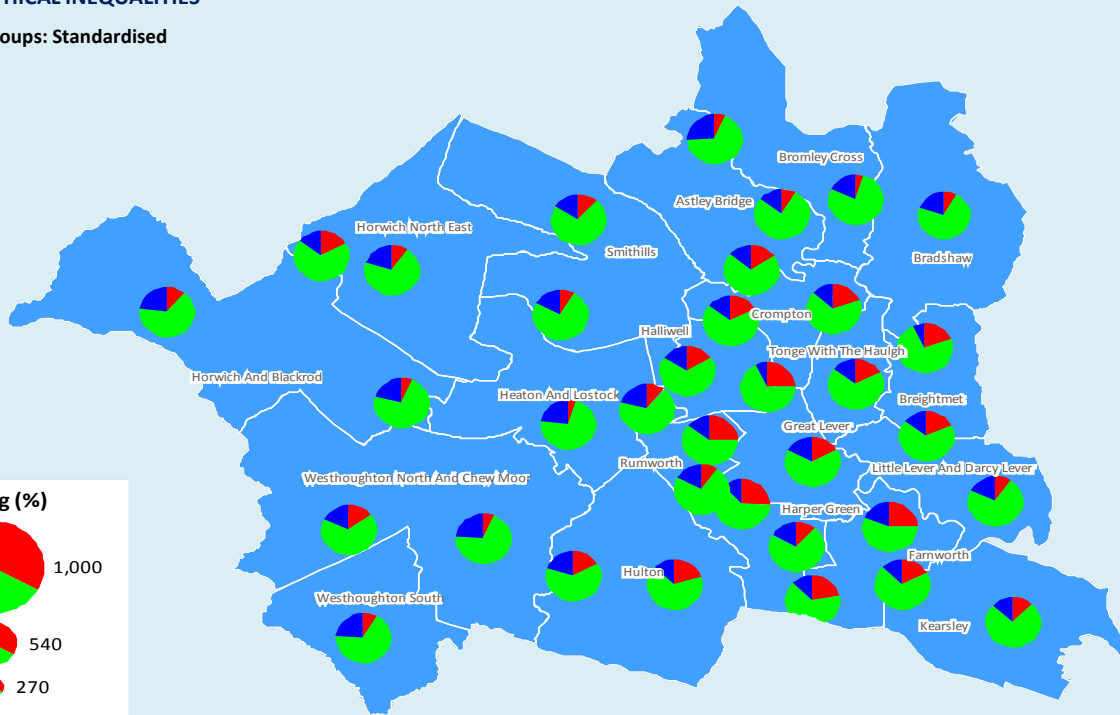 HICAL INEQUALITIES
oups: Standardised
Bromley Cross
Astley Bridge
Horwich North East
Smithills
Bradshaw
Crompton
Halliwell
Tonge With The Haulgh
Horwich And Blackrod
Heaton And Lostock
Breightmet
Great Lever
Rumworth
Little Lever And Darcy Lever
Westhoughton North And Chew Moor
Harper Green
Farnworth
Hulton
Westhoughton South
Kearsley
g (%)
1,000
540
270